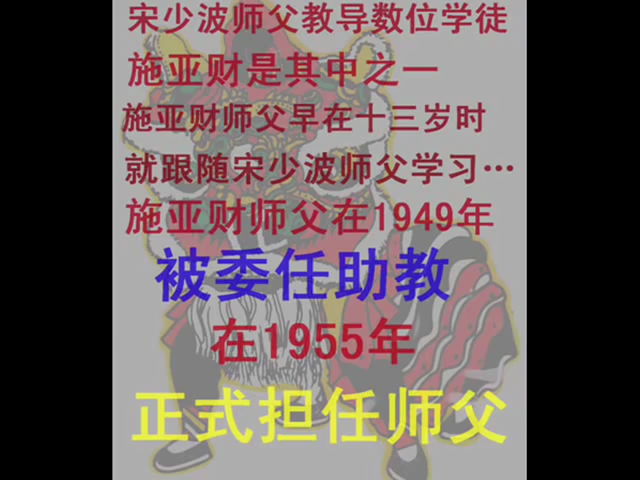 宋少波师父教导数位学徒
施亚财是其中之一
施亚财师父早在十三岁时
就跟随宋少波师父学习…
施亚财师父在1949年
被委任助教
在1955年
正式担任师父